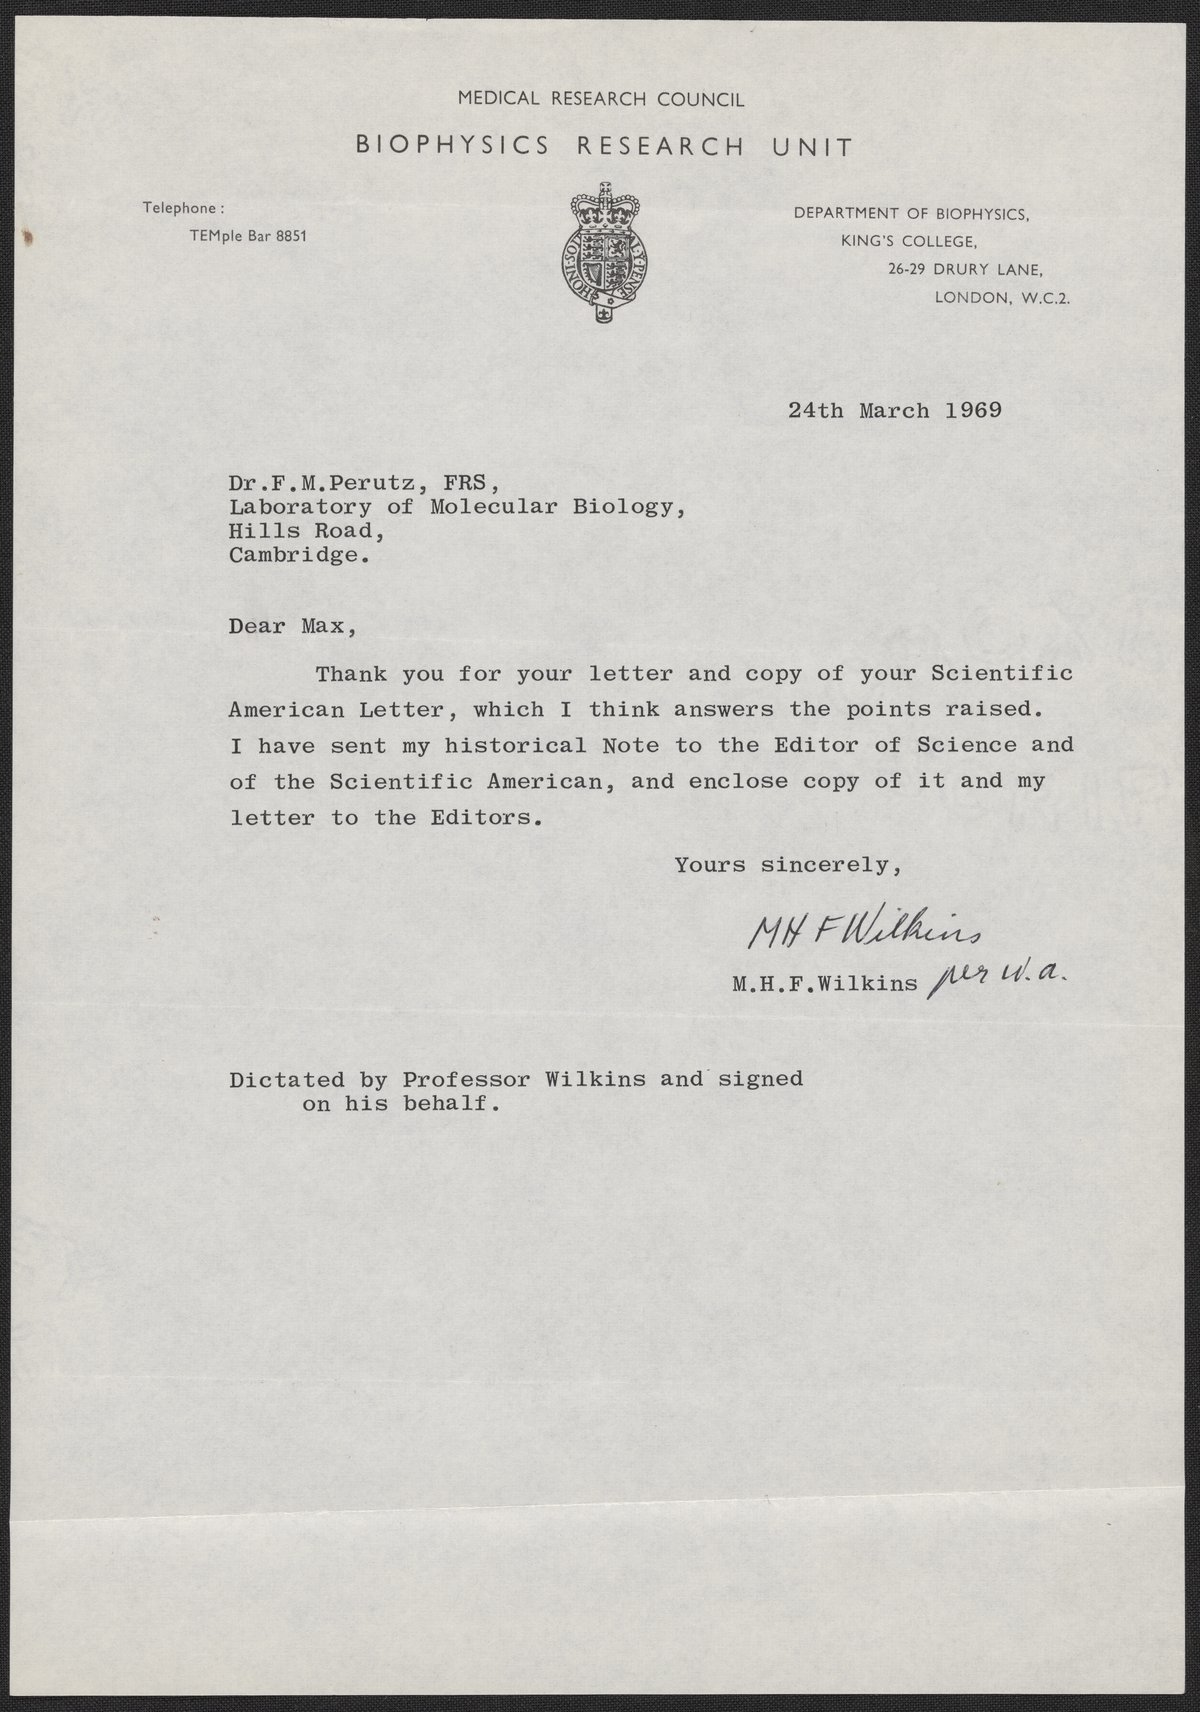 MEDICAL RESEARCH COUNCIL
BIOPHYSICS RESEARCH UNIT
Telephone :
TEMple Bar 8851
HONI·SOIT
AL·Y·PENSE
DEPARTMENT OF BIOPHYSICS,
KING'S COLLEGE,
26-29 DRURY LANE,
LONDON, W.C.2.
24th March 1969
Dr.F.M.Perutz, FRS,
Laboratory of Molecular Biology,
Hills Road,
Cambridge.
Dear Max,
Thank you for your letter and copy of your Scientific
American Letter, which I think answers the points raised.
I have sent my historical Note to the Editor of Science and
of the Scientific American, and enclose copy of it and my
letter to the Editors.
Yours sincerely,
MHF Wilkins
M.H.F.Wilkins per W.a.
Dictated by Professor Wilkins and signed
on his behalf.